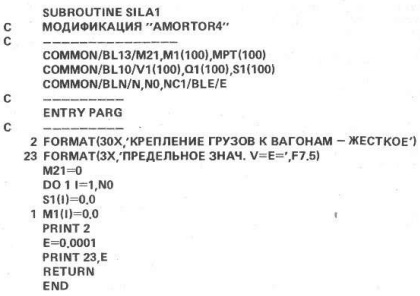 SUBROUTINE SILA1
С МОДИФИКАЦИЯ "AMORTOR4"
С ---------------
COMMON/BL13/M21,M1(100),MPT(100)
COMMON/BL10/V1(100),Q1(100),S1(100)
COMMON/BLN/N,N0,NC1/BLE/E
С ---------
ENTRY PARG
С ---------
2 FORMAT(30X,'КРЕПЛЕНИЕ ГРУЗОВ К ВАГОНАМ — ЖЕСТКОЕ')
23 FORMAT(3X,'ПРЕДЕЛЬНОЕ ЗНАЧ. V=E=',F7.5)
M21=0
DO 1 I=1,N0
S1(I)=0.0
1 M1(I)=0.0
PRINT 2
E=0.0001
PRINT 23,E
RETURN
END